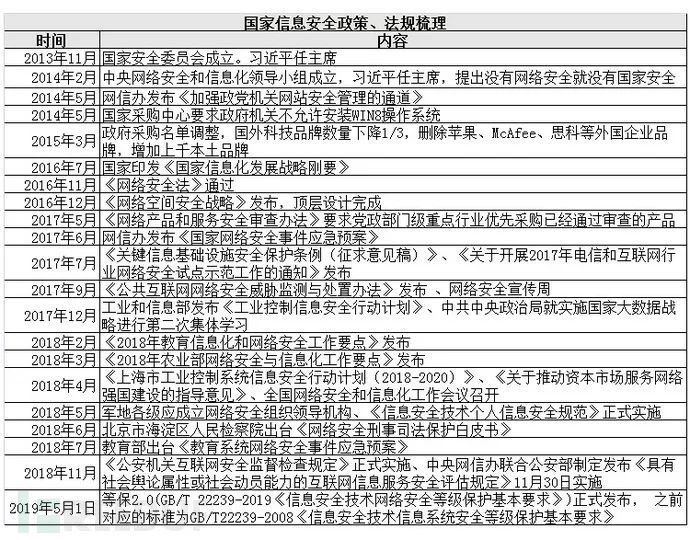 国家信息安全政策、法规梳理
时间 内容
2013年11月 国家安全委员会成立。习近平任主席
2014年2月 中央网络安全和信息化领导小组成立，习近平任主席，提出没有网络安全就没有国家安全
2014年5月 网信办发布《加强政党机关网站安全管理的通道》
2014年5月 国家采购中心要求政府机关不允许安装WIN8操作系统
2015年3月 政府采购名单调整，国外科技品牌数量下降1/3，删除苹果、McAfee、思科等外国企业品
牌，增加上千本土品牌
2016年7月 国家印发《国家信息化发展战略刚要》
2016年11月 《网络安全法》通过
2016年12月 《网络空间安全战略》发布，顶层设计完成
2017年5月 《网络产品和服务安全审查办法》要求党政部门级重点行业优先采购已经通过审查的产品
2017年6月 网信办发布《国家网络安全事件应急预案》
2017年7月 《关键信息基础设施安全保护条例（征求意见稿）、《关于开展2017年电信和互联网行
业网络安全试点示范工作的通知》发布
2017年9月 《公共互联网网络安全威胁监测与处置办法》发布 、网络安全宣传周
2017年12月 工业和信息部发布《工业控制信息安全行动计划》、中共中央政治局就实施国家大数据战
略进行第二次集体学习
2018年2月 《2018年教育信息化和网络安全工作要点》发布
2018年3月 《2018年农业部网络安全与信息化工作要点》发布
2018年4月 《上海市工业控制系统信息安全行动计划（2018-2020）、《关于推动资本市场服务网络
强国建设的指导意见》、全国网络安全和信息化工作会议召开
2018年5月 军地各级应成立网络安全组织领导机构、《信息安全技术个人信息安全规范》正式实施
2018年6月 北京市海淀区人民检察院出台《网络安全刑事司法保护白皮书》
2018年7月 教育部出台《教育系统网络安全事件应急预案》
2018年11月 《公安机关互联网安全监督检查规定》正式实施、中央网信办联合公安部制定发布《具有
社会舆论属性或社会动员能力的互联网信息服务安全评估规定》11月30日实施
2019年5月1日 等保2.0(GB/T 22239-2019《信息安全技术网络安全等级保护基本要求》)正式发布， 之前
对应的标准为GB/T22239-2008《信息安全技术信息系统安全等级保护基本要求》